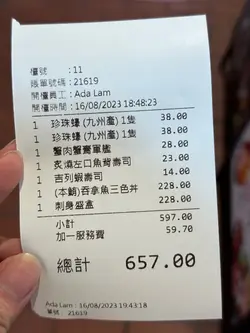 檯號 : 11
賬單號碼 : 21619
開檯員工 : Ada Lam
開檯時間 : 16/08/2023 18:48:23
1 珍珠蠔 (九州產) 1隻 38.00
1 珍珠蠔 (九州產) 1隻 38.00
1 蟹肉蟹膏軍艦 28.00
1 炙燒左口魚背壽司 23.00
1 吉列蝦壽司 14.00
1 (本鮪)吞拿魚三色丼 228.00
1 刺身盛盒 228.00
小計 597.00
加一服務費 59.70
總計 657.00
Ada Lam : 16/08/2023 19:43:18
單號 21619